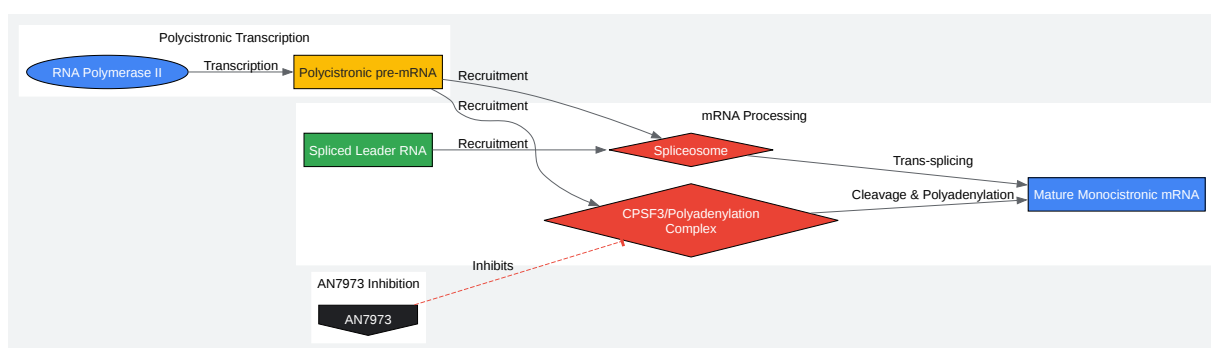 Polycistronic Transcription
RNA Polymerase II
Transcription
Polycistronic pre-mRNA
Recruitment
Recruitment
mRNA Processing
Spliced Leader RNA
Recruitment
Spliceosome
Trans-splicing
Cleavage & Polyadenylation
Mature Monocistronic mRNA
CPSF3/Polyadenylation
Complex
Inhibits
AN7973 Inhibition
AN7973